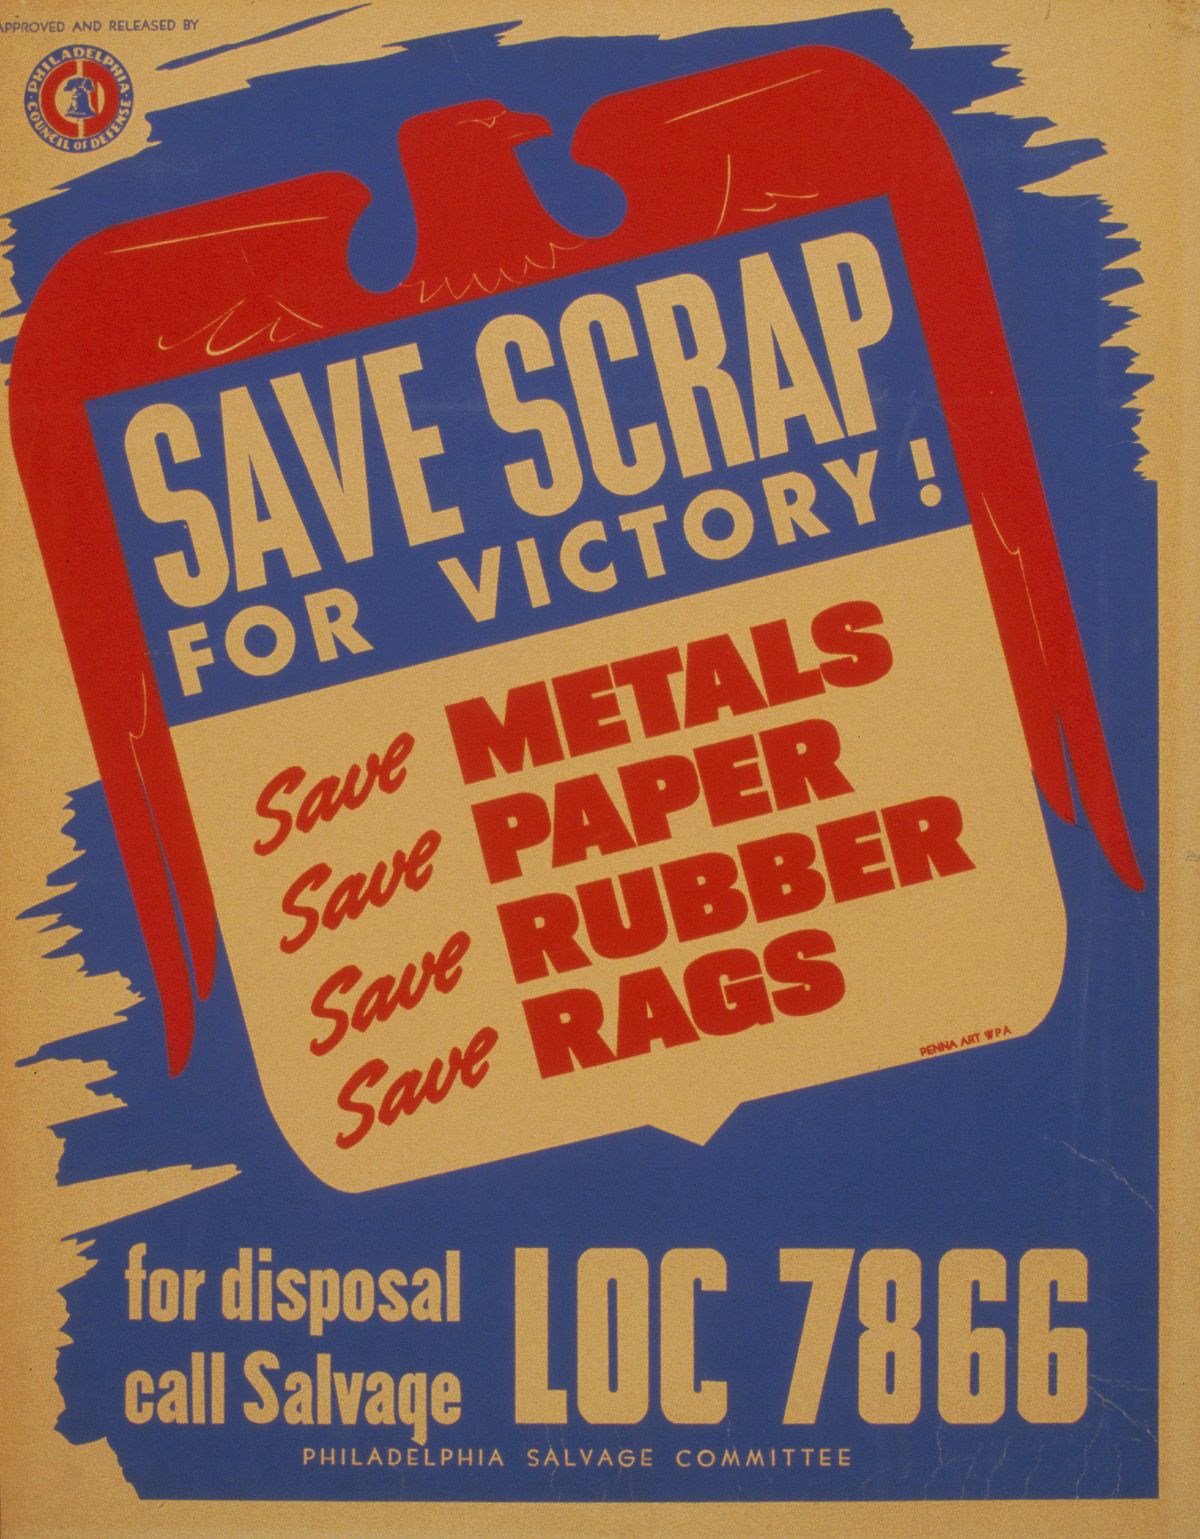 APPROVED AND RELEASED BY
PHILADELPHIA
COUNCIL OF DEFENSE
SAVE SCRAP
FOR VICTORY!
Save METALS
Save PAPER
Save RUBBER
Save RAGS
PENNA ART WPA
for disposal
call Salvage
LOC 7866
PHILADELPHIA SALVAGE COMMITTEE